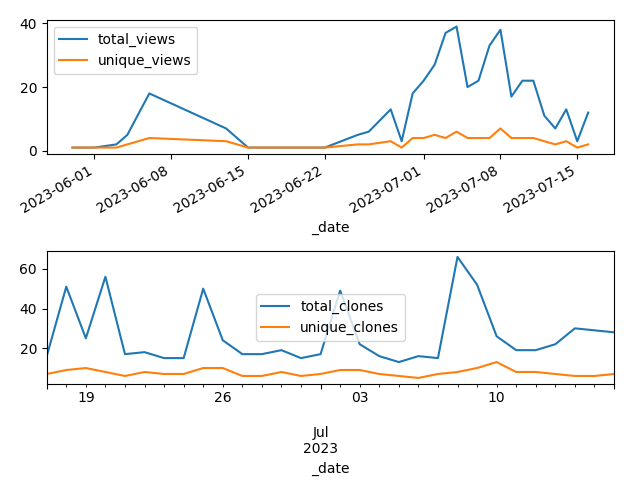 40
20
0
total_views
unique_views
2023-06-01
2023-06-08
2023-06-15
2023-06-22
2023-07-01
2023-07-08
2023-07-15
_date
60
40
20
total_clones
unique_clones
19
26
03
10
Jul
2023
_date